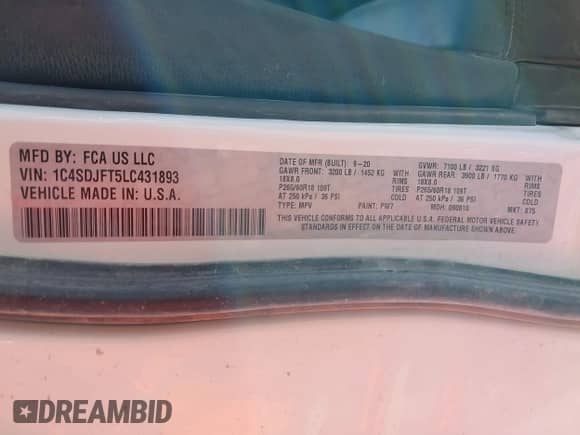 MFD BY: FCA US LLC
VIN: 1C4SDJFT5LC431893
VEHICLE MADE IN U.S.A.
DATE OF MFR (BUILT): 9-20
GAWR FRONT: 3200 LB / 1452 KG WITH
18X8.0 RIMS
P265/60R18 109T
AT 250 kPa / 36 PSI COLD
TYPE: MPV PAINT: PW7 MDH: 090810 MKT: STS
GVWR: 7100 LB / 3221 KG
GAWR REAR: 3900 LB / 1770 KG WITH
18X8.0 RIMS
P265/60R18 109T
AT 250 kPa / 36 PSI COLD
THIS VEHICLE CONFORMS TO ALL APPLICABLE U.S.A. FEDERAL MOTOR VEHICLE SAFETY
STANDARDS IN EFFECT ON THE DATE OF MANUFACTURE SHOWN ABOVE.
DREAMBID